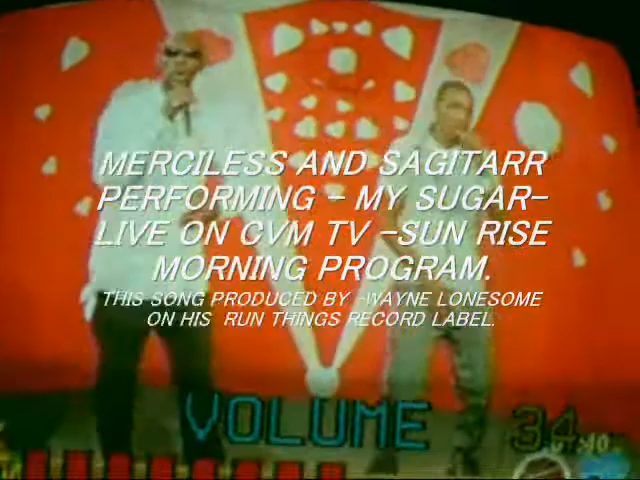 MERCILESS AND SAGITARR
PERFORMING - MY SUGAR-
LIVE ON CVM TV -SUN RISE
MORNING PROGRAM.
THIS SONG PRODUCED BY -WAYNE LONESOME
ON HIS RUN THINGS RECORD LABEL.
VOLUME 34